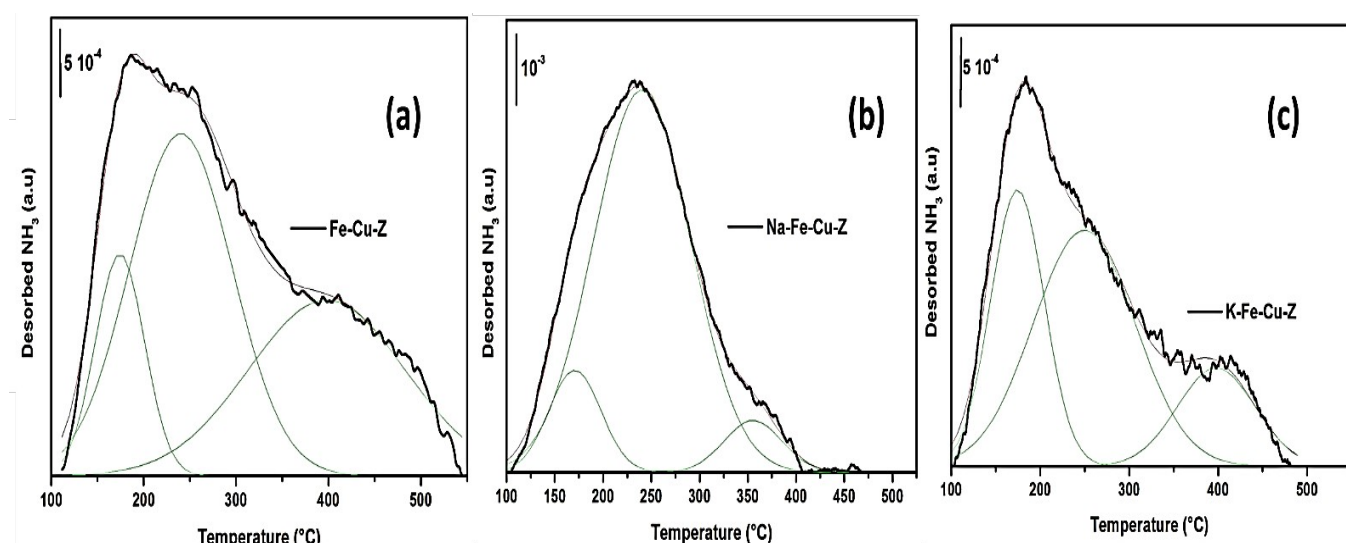 5 10⁻⁴
(a)
Fe-Cu-Z
Desorbed NH₃ (a.u)
100 200 300 400 500
Temperature (°C)
10⁻³
(b)
Na-Fe-Cu-Z
Desorbed NH₃ (a.u)
100 150 200 250 300 350 400 450 500
Temperature (°C)
5 10⁻⁴
(c)
K-Fe-Cu-Z
Desorbed NH₃ (a.u)
100 200 300 400 500
Temperature (°C)